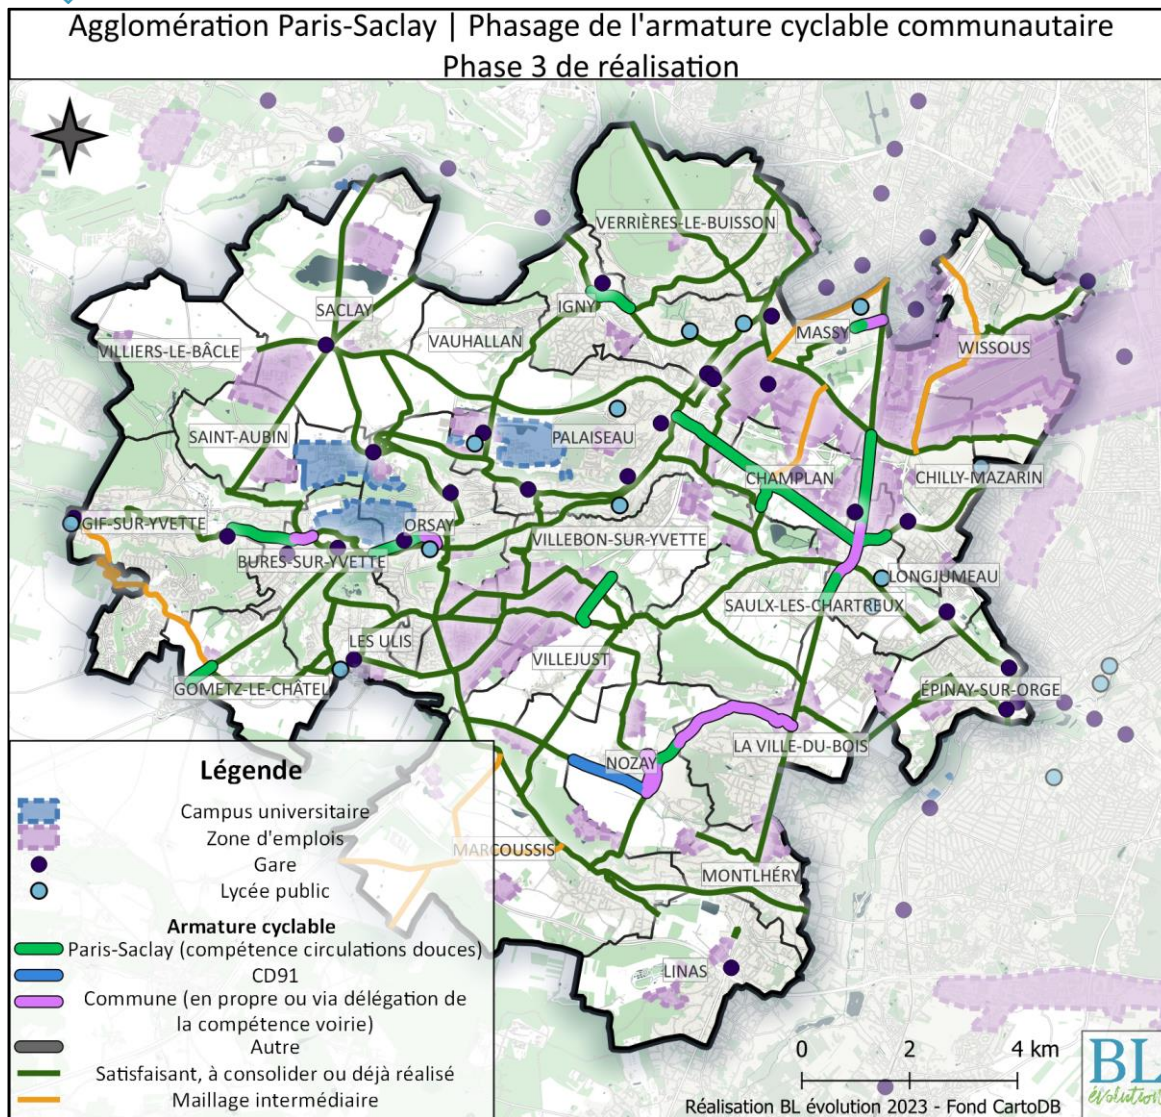 Agglomération Paris-Saclay | Phasage de l'armature cyclable communautaire
Phase 3 de réalisation
VERRIÈRES-LE-BUISSON
IGNY
SACLAY
MASSY
VAUHALLAN
WISSOUS
VILLIERS-LE-BÂCLE
SAINT-AUBIN
PALAISEAU
CHAMPLAN
CHILLY-MAZARIN
GIF-SUR-YVETTE
ORSAY
VILLEBON-SUR-YVETTE
BURES-SUR-YVETTE
LONGJUMEAU
SAULX-LES-CHARTREUX
LES ULIS
VILLEJUST
GOMETZ-LE-CHÂTEL
ÉPINAY-SUR-ORGE
LA VILLE-DU-BOIS
NOZAY
MARCOUSSIS
MONTLHÉRY
LINAS
Légende
Campus universitaire
Zone d'emplois
Gare
Lycée public
Armature cyclable
Paris-Saclay (compétence circulations douces)
CD91
Commune (en propre ou via délégation de
la compétence voirie)
Autre
Satisfaisant, à consolider ou déjà réalisé
Maillage intermédiaire
0 2 4 km
BL
évolution
Réalisation BL évolution 2023 - Fond CartoDB